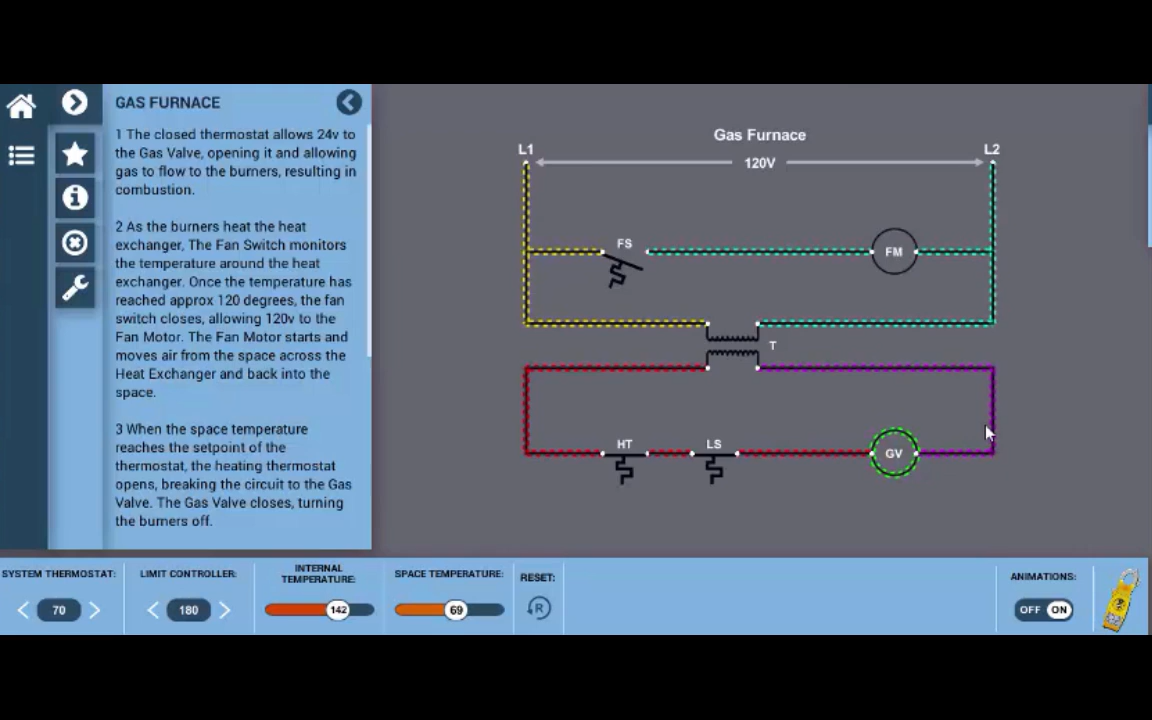 GAS FURNACE
1 The closed thermostat allows 24v to
the Gas Valve, opening it and allowing
gas to flow to the burners, resulting in
combustion.
2 As the burners heat the heat
exchanger, The Fan Switch monitors
the temperature around the heat
exchanger. Once the temperature has
reached approx 120 degrees, the fan
switch closes, allowing 120v to the
Fan Motor. The Fan Motor starts and
moves air from the space across the
Heat Exchanger and back into the
space.
3 When the space temperature
reaches the setpoint of the
thermostat, the heating thermostat
opens, breaking the circuit to the Gas
Valve. The Gas Valve closes, turning
the burners off.
Gas Furnace
L1
L2
120V
FS
FM
T
HT
LS
GV
SYSTEM THERMOSTAT:
70
LIMIT CONTROLLER:
180
INTERNAL
TEMPERATURE:
142
SPACE TEMPERATURE:
69
RESET:
R
ANIMATIONS:
OFF ON